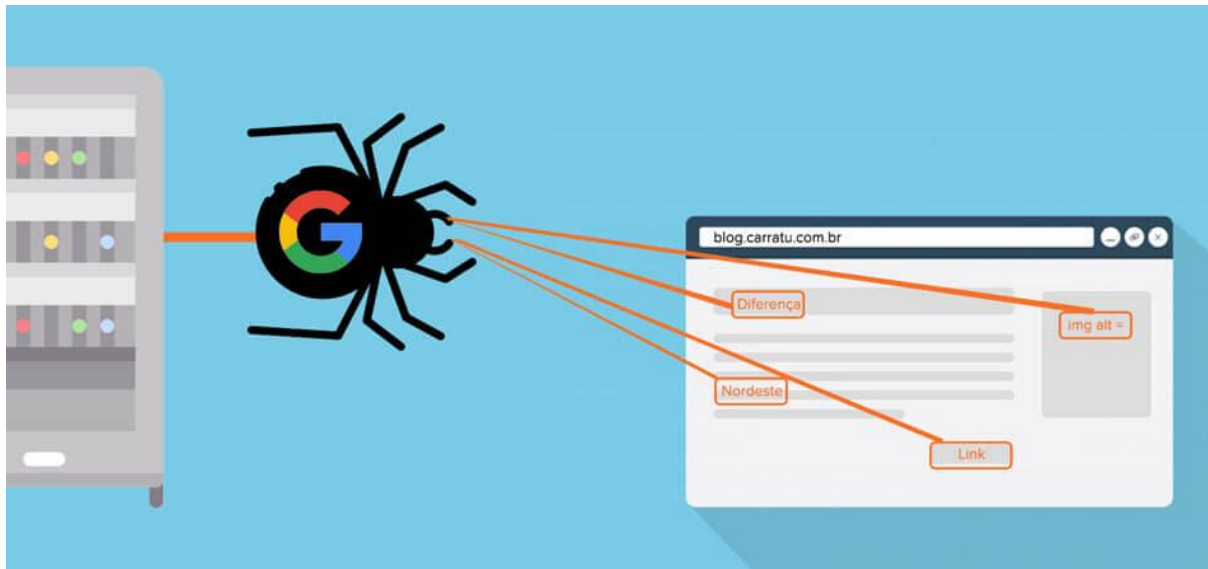 blog.carratu.com.br
Diferença
img alt =
Nordeste
Link